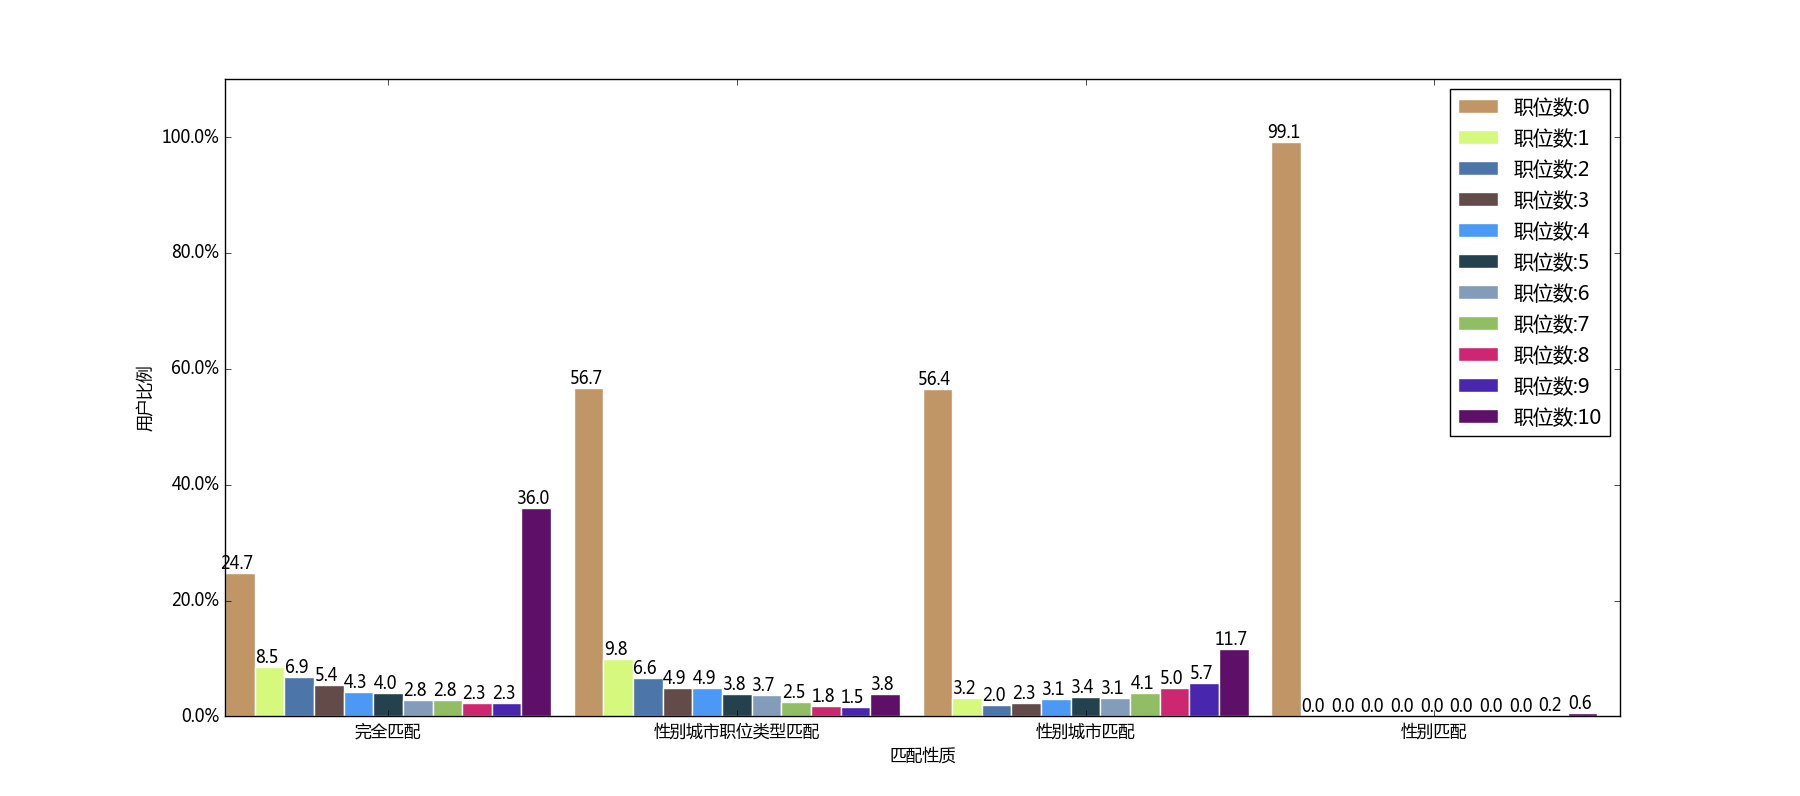 职位数:0
职位数:1
职位数:2
职位数:3
职位数:4
职位数:5
职位数:6
职位数:7
职位数:8
职位数:9
职位数:10
100.0%
80.0%
60.0%
40.0%
20.0%
0.0%
用户比例
24.7 8.5 6.9 5.4 4.3 4.0 2.8 2.8 2.3 2.3 36.0
56.7 9.8 6.6 4.9 4.9 3.8 3.7 2.5 1.8 1.5 3.8
56.4 3.2 2.0 2.3 3.1 3.4 3.1 4.1 5.0 5.7 11.7
99.1 0.0 0.0 0.0 0.0 0.0 0.0 0.0 0.0 0.2 0.6
完全匹配 性别城市职位类型匹配 性别城市匹配 性别匹配
匹配性质